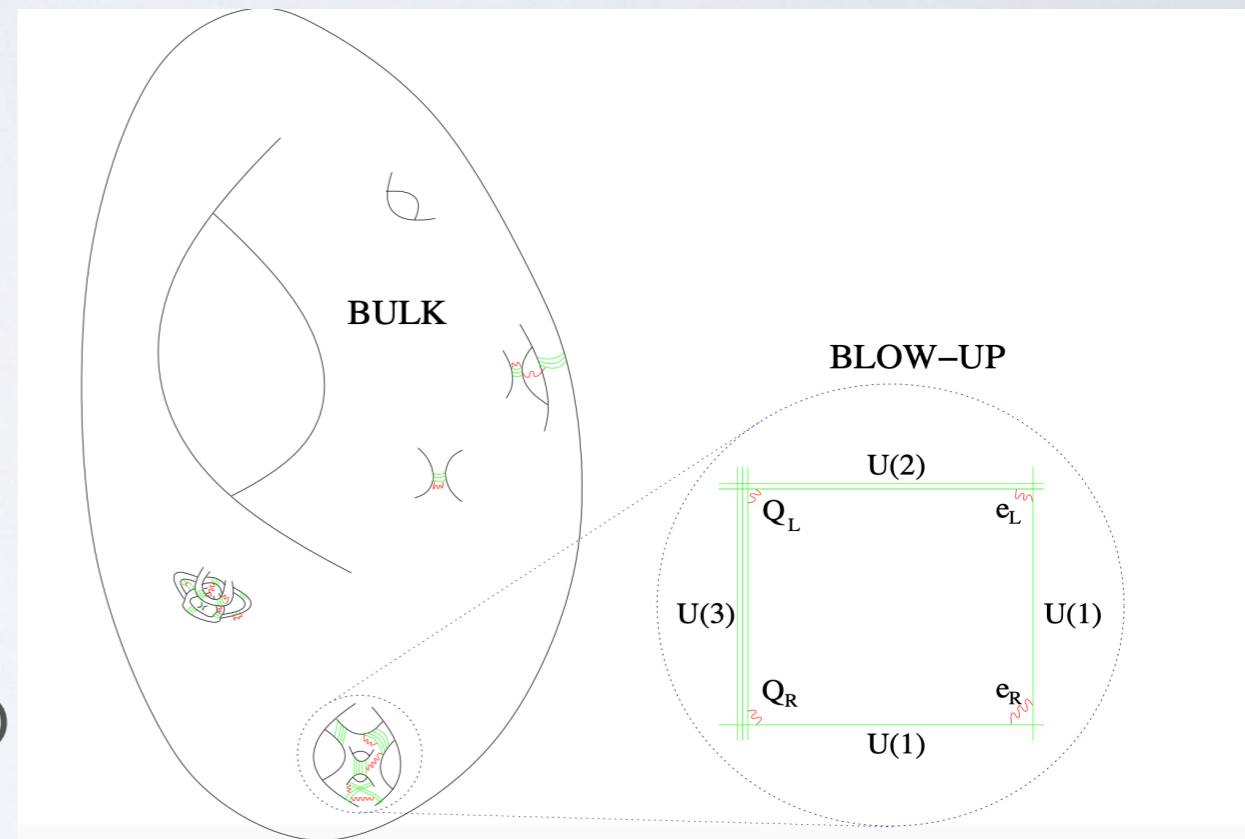 BULK
BLOW–UP
U(2)
Q_L
e_L
U(3)
U(1)
Q_R
e_R
U(1)